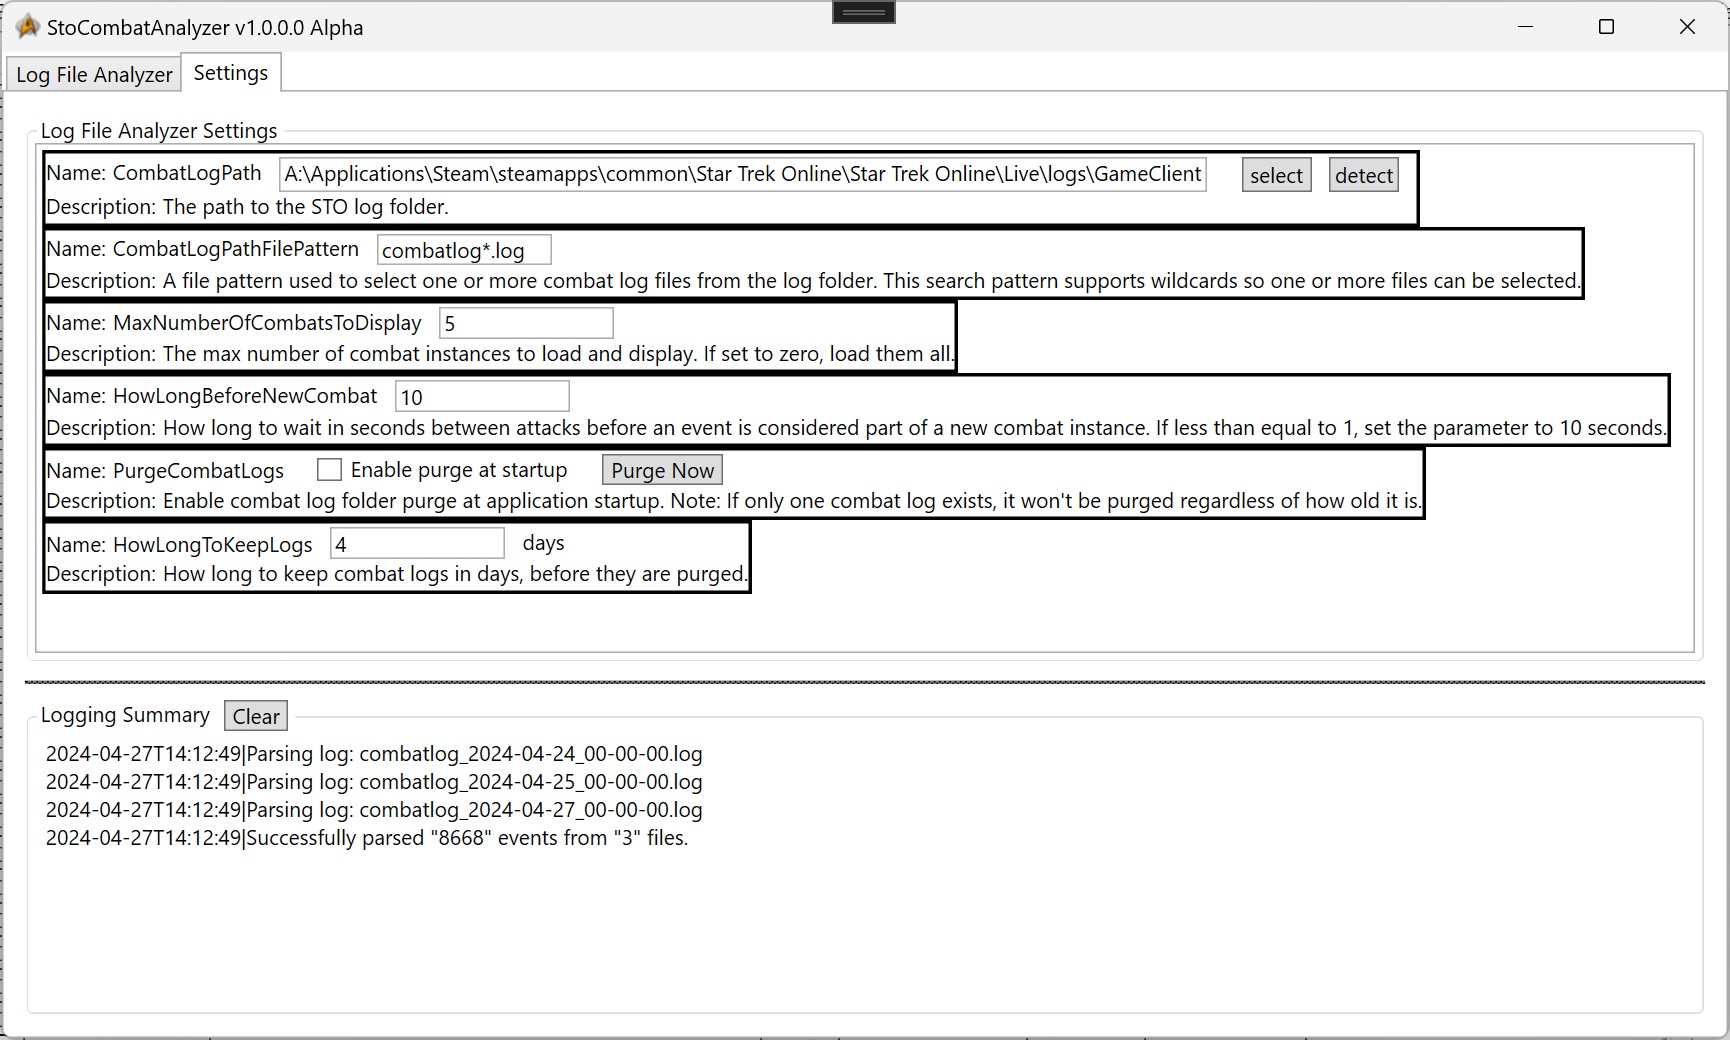 StoCombatAnalyzer v1.0.0.0 Alpha
Log File Analyzer Settings
Log File Analyzer Settings
Name: CombatLogPath A:\Applications\Steam\steamapps\common\Star Trek Online\Star Trek Online\Live\logs\GameClient select detect
Description: The path to the STO log folder.
Name: CombatLogPathFilePattern combatlog*.log
Description: A file pattern used to select one or more combat log files from the log folder. This search pattern supports wildcards so one or more files can be selected.
Name: MaxNumberOfCombatsToDisplay 5
Description: The max number of combat instances to load and display. If set to zero, load them all.
Name: HowLongBeforeNewCombat 10
Description: How long to wait in seconds between attacks before an event is considered part of a new combat instance. If less than equal to 1, set the parameter to 10 seconds.
Name: PurgeCombatLogs Enable purge at startup Purge Now
Description: Enable combat log folder purge at application startup. Note: If only one combat log exists, it won't be purged regardless of how old it is.
Name: HowLongToKeepLogs 4 days
Description: How long to keep combat logs in days, before they are purged.
Logging Summary Clear
2024-04-27T14:12:49|Parsing log: combatlog_2024-04-24_00-00-00.log
2024-04-27T14:12:49|Parsing log: combatlog_2024-04-25_00-00-00.log
2024-04-27T14:12:49|Parsing log: combatlog_2024-04-27_00-00-00.log
2024-04-27T14:12:49|Successfully parsed "8668" events from "3" files.